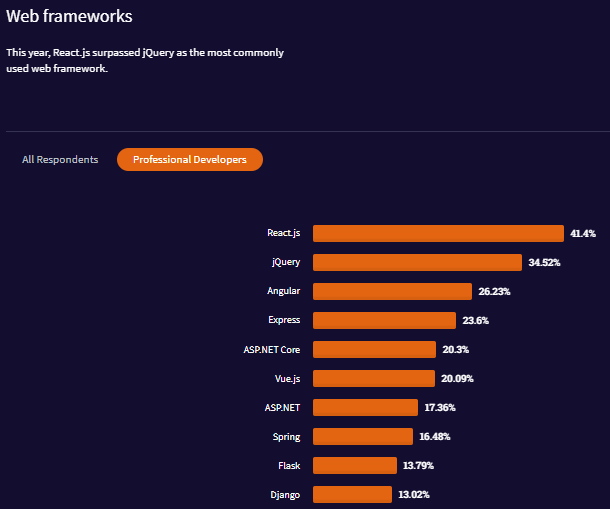 Web frameworks
This year, React.js surpassed jQuery as the most commonly
used web framework.
All Respondents Professional Developers
React.js 41.4%
jQuery 34.52%
Angular 26.23%
Express 23.6%
ASP.NET Core 20.3%
Vue.js 20.09%
ASP.NET 17.36%
Spring 16.48%
Flask 13.79%
Django 13.02%